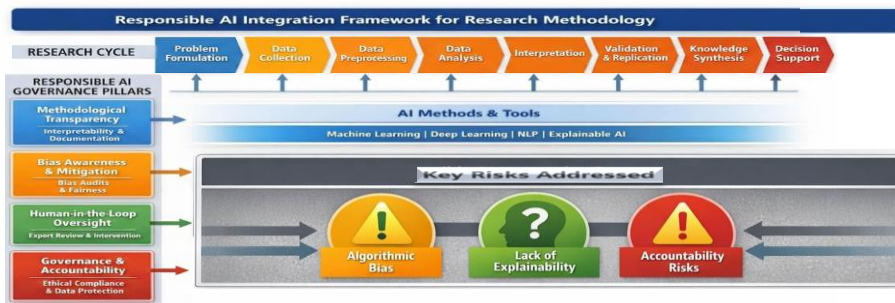 Responsible AI Integration Framework for Research Methodology
RESEARCH CYCLE
Problem
Formulation
Data
Collection
Data
Preprocessing
Data
Analysis
Interpretation
Validation
& Replication
Knowledge
Synthesis
Decision
Support
RESPONSIBLE AI
GOVERNANCE PILLARS
Methodological
Transparency
Interpretability &
Documentation
AI Methods & Tools
Machine Learning | Deep Learning | NLP | Explainable AI
Bias Awareness
& Mitigation
Bias Audits
& Fairness
Key Risks Addressed
Human-in-the-Loop
Oversight
Expert Review & Intervention
Governance &
Accountability
Ethical Compliance
& Data Protection
!
Algorithmic
Bias
?
Lack of
Explainability
!
Accountability
Risks